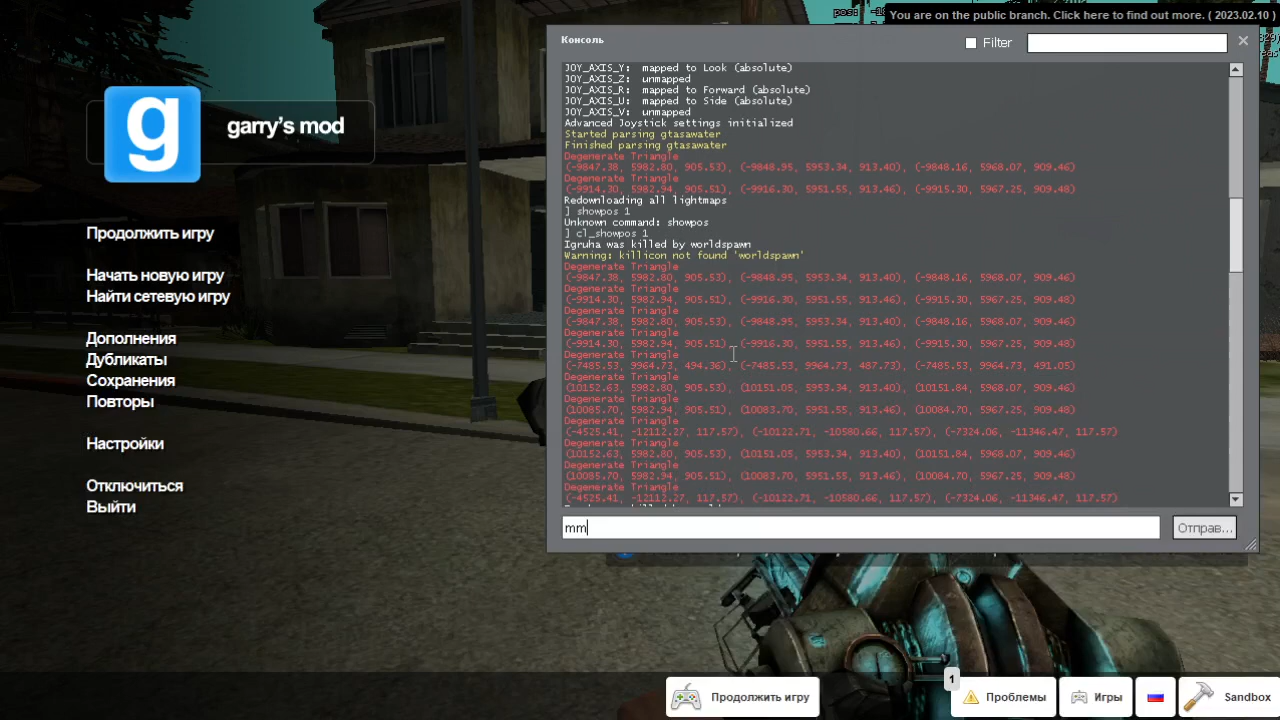 pos:
You are on the public branch. Click here to find out more. ( 2023.02.10 )
Консоль
Filter
g
garry's mod
JOY_AXIS_Y:  mapped to Look (absolute)
JOY_AXIS_Z:  unmapped
JOY_AXIS_R:  mapped to Forward (absolute)
JOY_AXIS_U:  mapped to Side (absolute)
JOY_AXIS_V:  unmapped
Advanced Joystick settings initialized
Started parsing gtasawater
Finished parsing gtasawater
Degenerate Triangle
(-9847.38, 5982.80, 905.53), (-9848.95, 5953.34, 913.40), (-9848.16, 5968.07, 909.46)
Degenerate Triangle
(-9914.30, 5982.94, 905.51), (-9916.30, 5951.55, 913.46), (-9915.30, 5967.25, 909.48)
Redownloading all lightmaps
] showpos 1
Unknown command: showpos
] cl_showpos 1
Igruha was killed by worldspawn
Warning: killicon not found 'worldspawn'
Degenerate Triangle
(-9847.38, 5982.80, 905.53), (-9848.95, 5953.34, 913.40), (-9848.16, 5968.07, 909.46)
Degenerate Triangle
(-9914.30, 5982.94, 905.51), (-9916.30, 5951.55, 913.46), (-9915.30, 5967.25, 909.48)
Degenerate Triangle
(-9847.38, 5982.80, 905.53), (-9848.95, 5953.34, 913.40), (-9848.16, 5968.07, 909.46)
Degenerate Triangle
(-9914.30, 5982.94, 905.51), (-9916.30, 5951.55, 913.46), (-9915.30, 5967.25, 909.48)
Degenerate Triangle
(-7485.53, 9964.73, 494.36), (-7485.53, 9964.73, 487.73), (-7485.53, 9964.73, 491.05)
Degenerate Triangle
(10152.63, 5982.80, 905.53), (10151.05, 5953.34, 913.40), (10151.84, 5968.07, 909.46)
Degenerate Triangle
(10085.70, 5982.94, 905.51), (10083.70, 5951.55, 913.46), (10084.70, 5967.25, 909.48)
Degenerate Triangle
(-4525.41, -12112.27, 117.57), (-10122.71, -10580.66, 117.57), (-7324.06, -11346.47, 117.57)
Degenerate Triangle
(10152.63, 5982.80, 905.53), (10151.05, 5953.34, 913.40), (10151.84, 5968.07, 909.46)
Degenerate Triangle
(10085.70, 5982.94, 905.51), (10083.70, 5951.55, 913.46), (10084.70, 5967.25, 909.48)
Degenerate Triangle
(-4525.41, -12112.27, 117.57), (-10122.71, -10580.66, 117.57), (-7324.06, -11346.47, 117.57)
mm
Отправ...
Продолжить игру
Начать новую игру
Найти сетевую игру
Дополнения
Дубликаты
Сохранения
Повторы
Настройки
Отключиться
Выйти
1
Продолжить игру
Проблемы
Игры
Sandbox